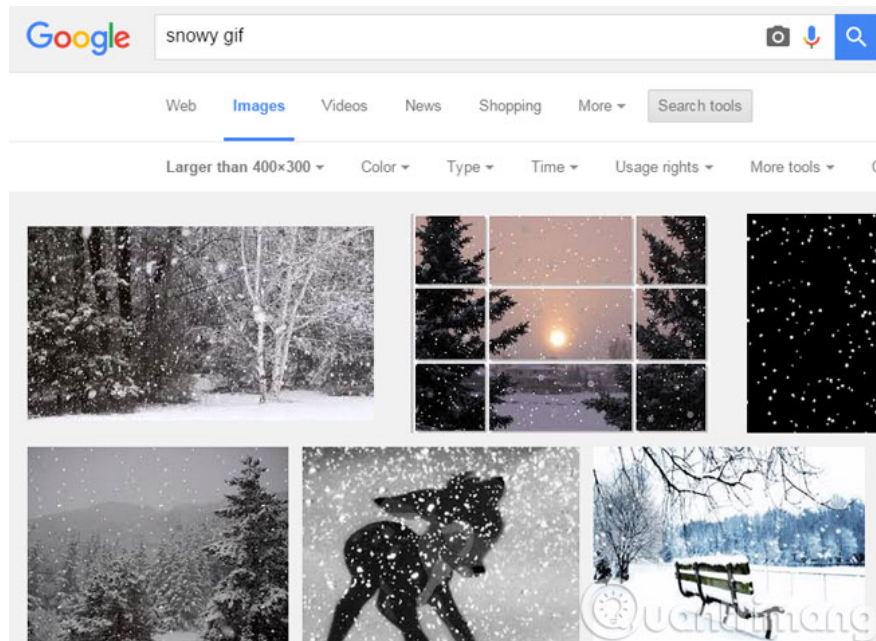 Google
snowy gif
Web Images Videos News Shopping More Search tools
Larger than 400×300 Color Type Time Usage rights More tools
Quantrimang